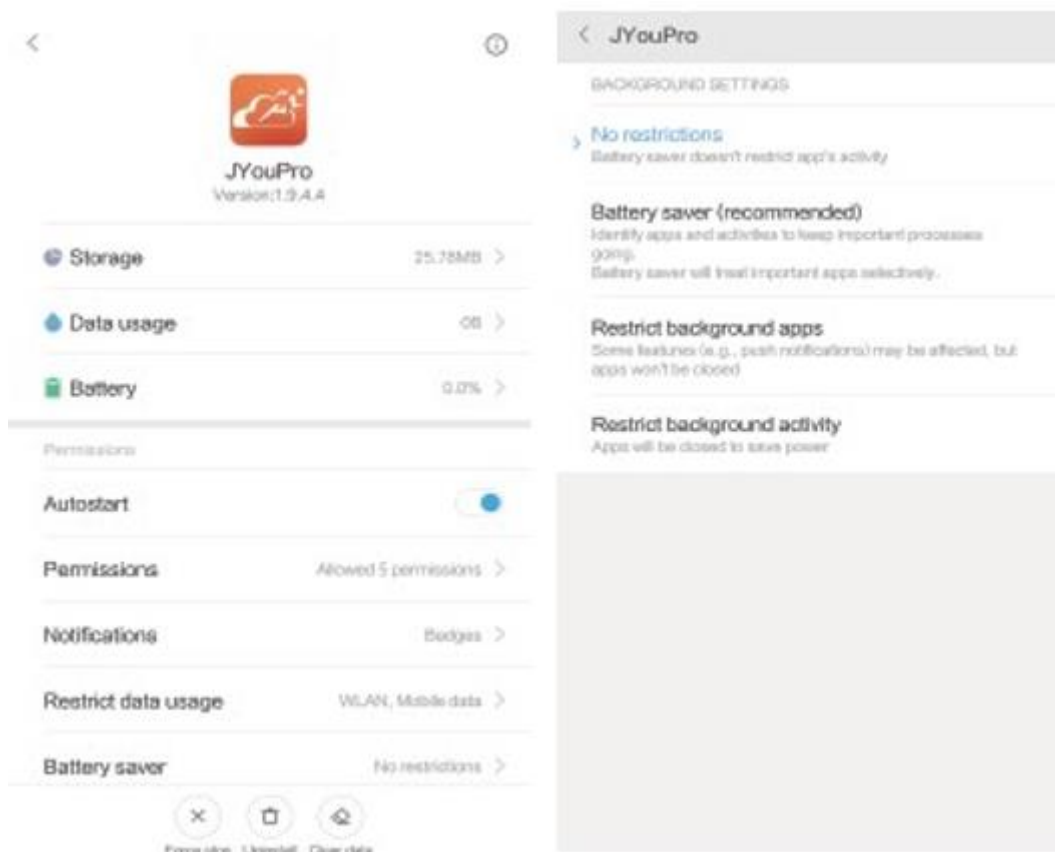 JYouPro
Version:1.9.4.4
Storage 25.78MB
Data usage 0B
Battery 0.0%
Permissions
Autostart
Permissions Allowed 5 permissions
Notifications Badges
Restrict data usage WLAN, Mobile data
Battery saver No restrictions
Force stop Uninstall Clear data
JYouPro
BACKGROUND SETTINGS
No restrictions
Battery saver doesn't restrict app's activity
Battery saver (recommended)
Identify apps and activities to keep important processes
going.
Battery saver will treat important apps selectively.
Restrict background apps
Some features (e.g., push notifications) may be affected, but
apps won't be closed
Restrict background activity
Apps will be closed to save power